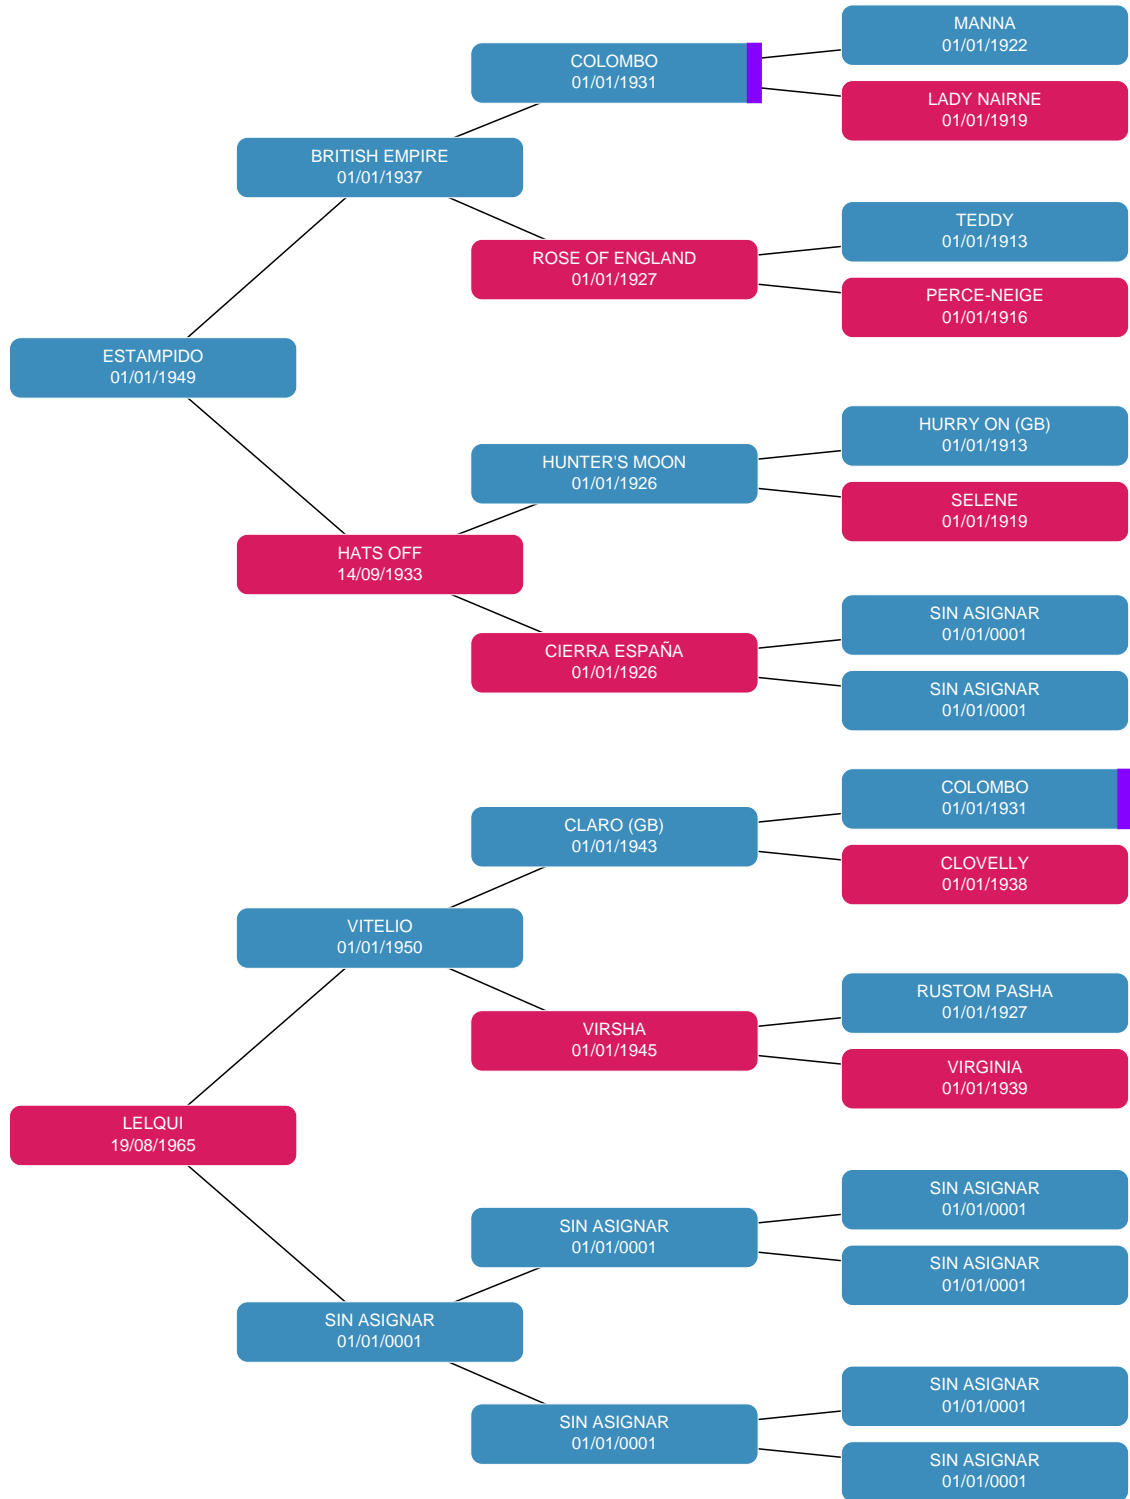 MANNA
01/01/1922
COLOMBO
01/01/1931
LADY NAIRNE
01/01/1919
BRITISH EMPIRE
01/01/1937
TEDDY
01/01/1913
ROSE OF ENGLAND
01/01/1927
PERCE-NEIGE
01/01/1916
ESTAMPIDO
01/01/1949
HURRY ON (GB)
01/01/1913
HUNTER'S MOON
01/01/1926
SELENE
01/01/1919
HATS OFF
14/09/1933
SIN ASIGNAR
01/01/0001
CIERRA ESPAÑA
01/01/1926
SIN ASIGNAR
01/01/0001
COLOMBO
01/01/1931
CLARO (GB)
01/01/1943
CLOVELLY
01/01/1938
VITELIO
01/01/1950
RUSTOM PASHA
01/01/1927
VIRSHA
01/01/1945
VIRGINIA
01/01/1939
LELQUI
19/08/1965
SIN ASIGNAR
01/01/0001
SIN ASIGNAR
01/01/0001
SIN ASIGNAR
01/01/0001
SIN ASIGNAR
01/01/0001
SIN ASIGNAR
01/01/0001
SIN ASIGNAR
01/01/0001
SIN ASIGNAR
01/01/0001